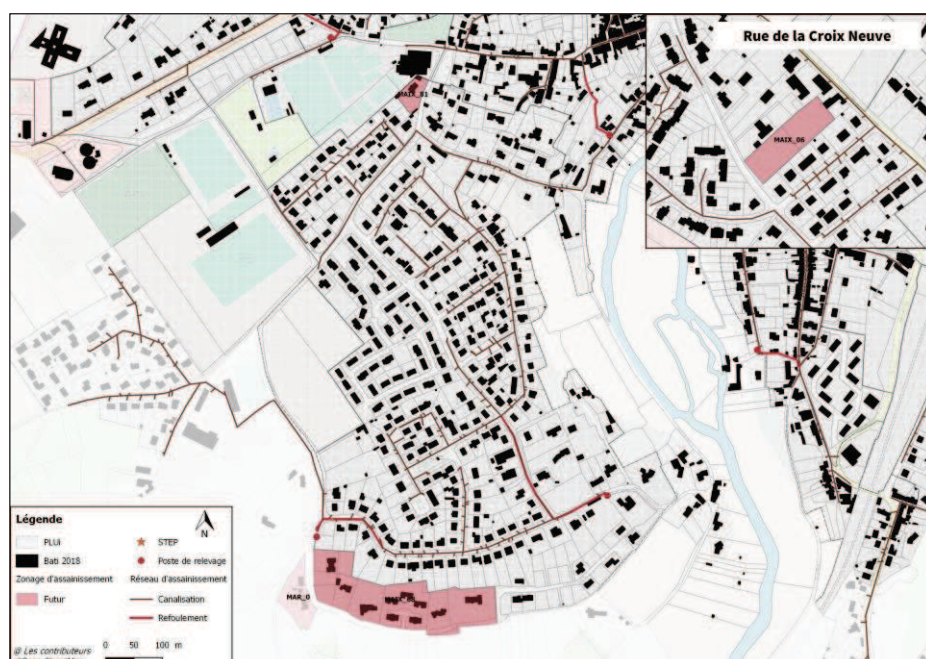 Rue de la Croix Neuve
MAIX_06
MAR_0
Légende
N
PLUi
Bati 2018
Zonage d'assainissement
Futur
STEP
Poste de relevage
Réseau d'assainissement
Canalisation
Refoulement
@ Les contributeurs
0 50 100 m